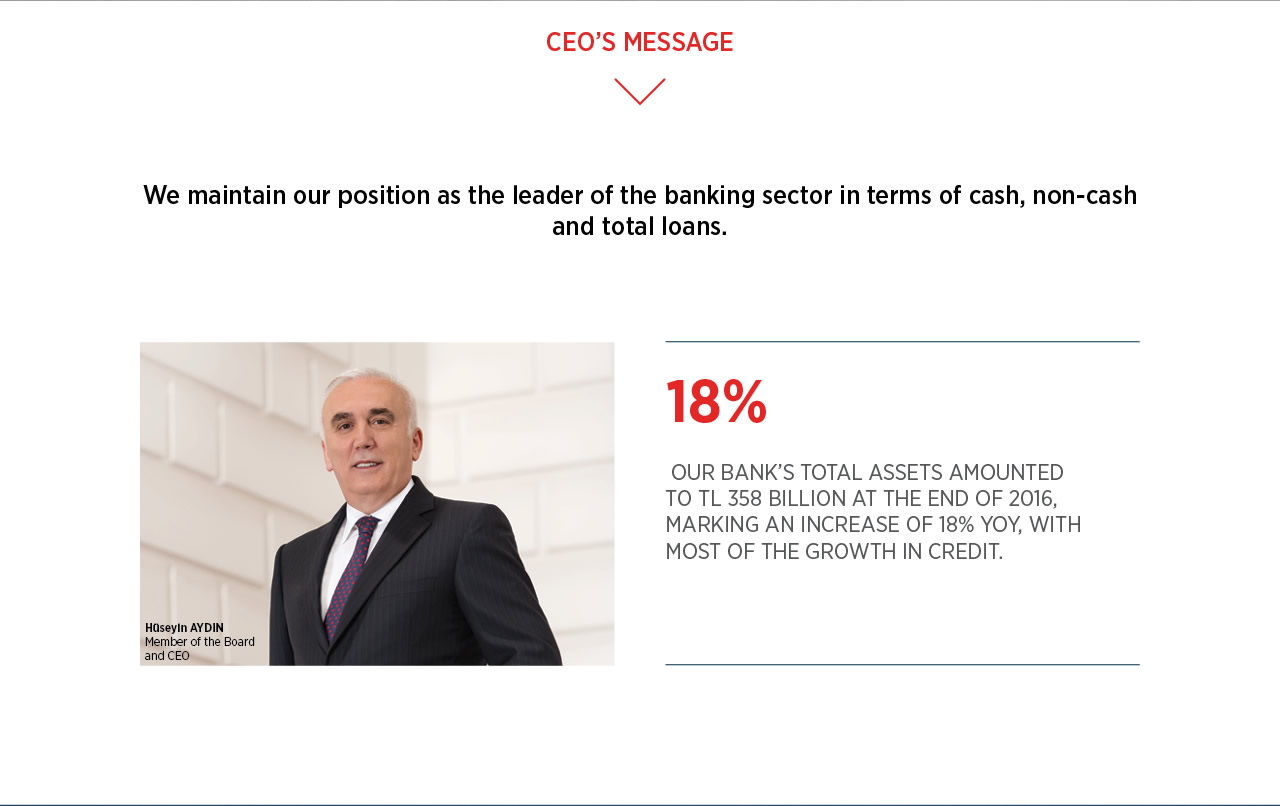 CEO’S MESSAGE
We maintain our position as the leader of the banking sector in terms of cash, non-cash
and total loans.
Hüseyin AYDIN
Member of the Board
and CEO
18%
OUR BANK’S TOTAL ASSETS AMOUNTED
TO TL 358 BILLION AT THE END OF 2016,
MARKING AN INCREASE OF 18% YOY, WITH
MOST OF THE GROWTH IN CREDIT.